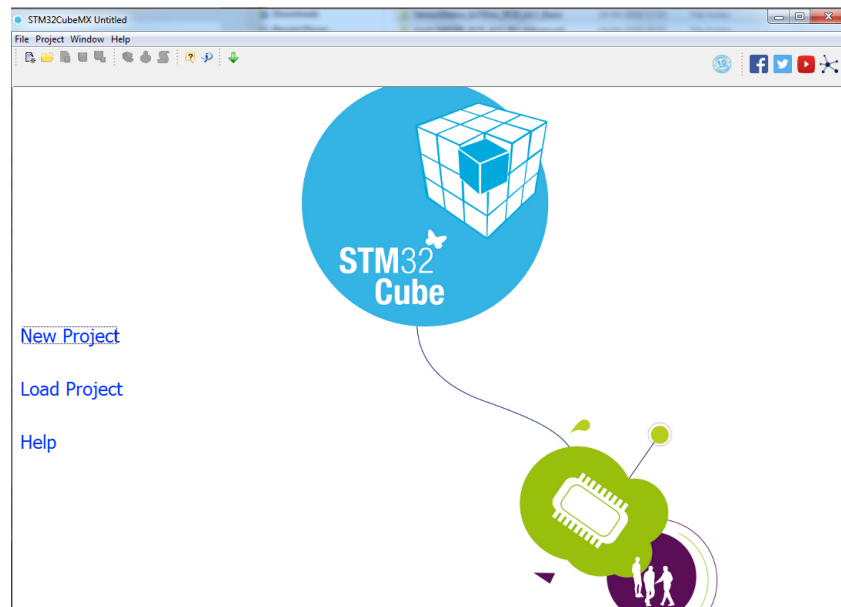 STM32CubeMX Untitled
File Project Window Help
STM32
Cube
New Project
Load Project
Help